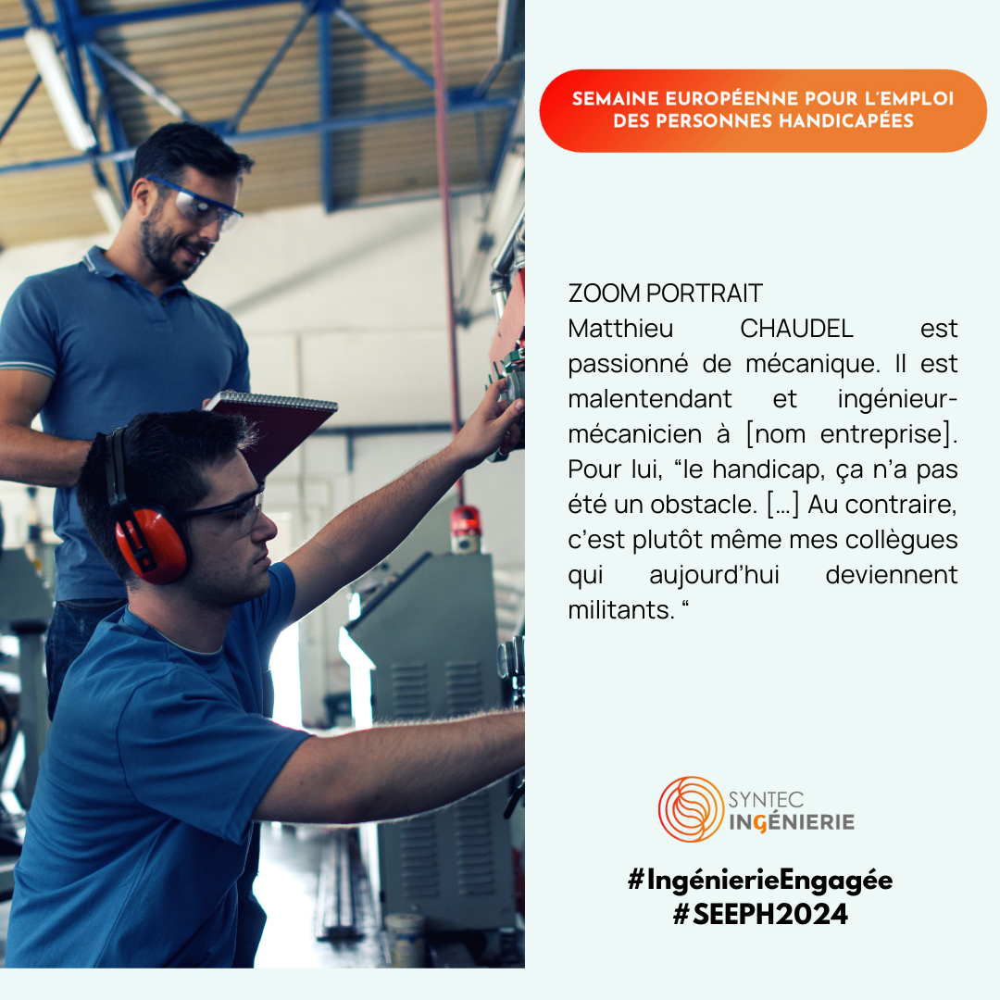 SEMAINE EUROPÉENNE POUR L'EMPLOI
DES PERSONNES HANDICAPÉES
ZOOM PORTRAIT
Matthieu CHAUDEL est
passionné de mécanique. Il est
malentendant et ingénieur-
mécanicien à [nom entreprise].
Pour lui, “le handicap, ça n’a pas
été un obstacle. [...] Au contraire,
c’est plutôt même mes collègues
qui aujourd’hui deviennent
militants. “
SYNTEC
INGÉNIERIE
#IngénierieEngagée
#SEEPH2024